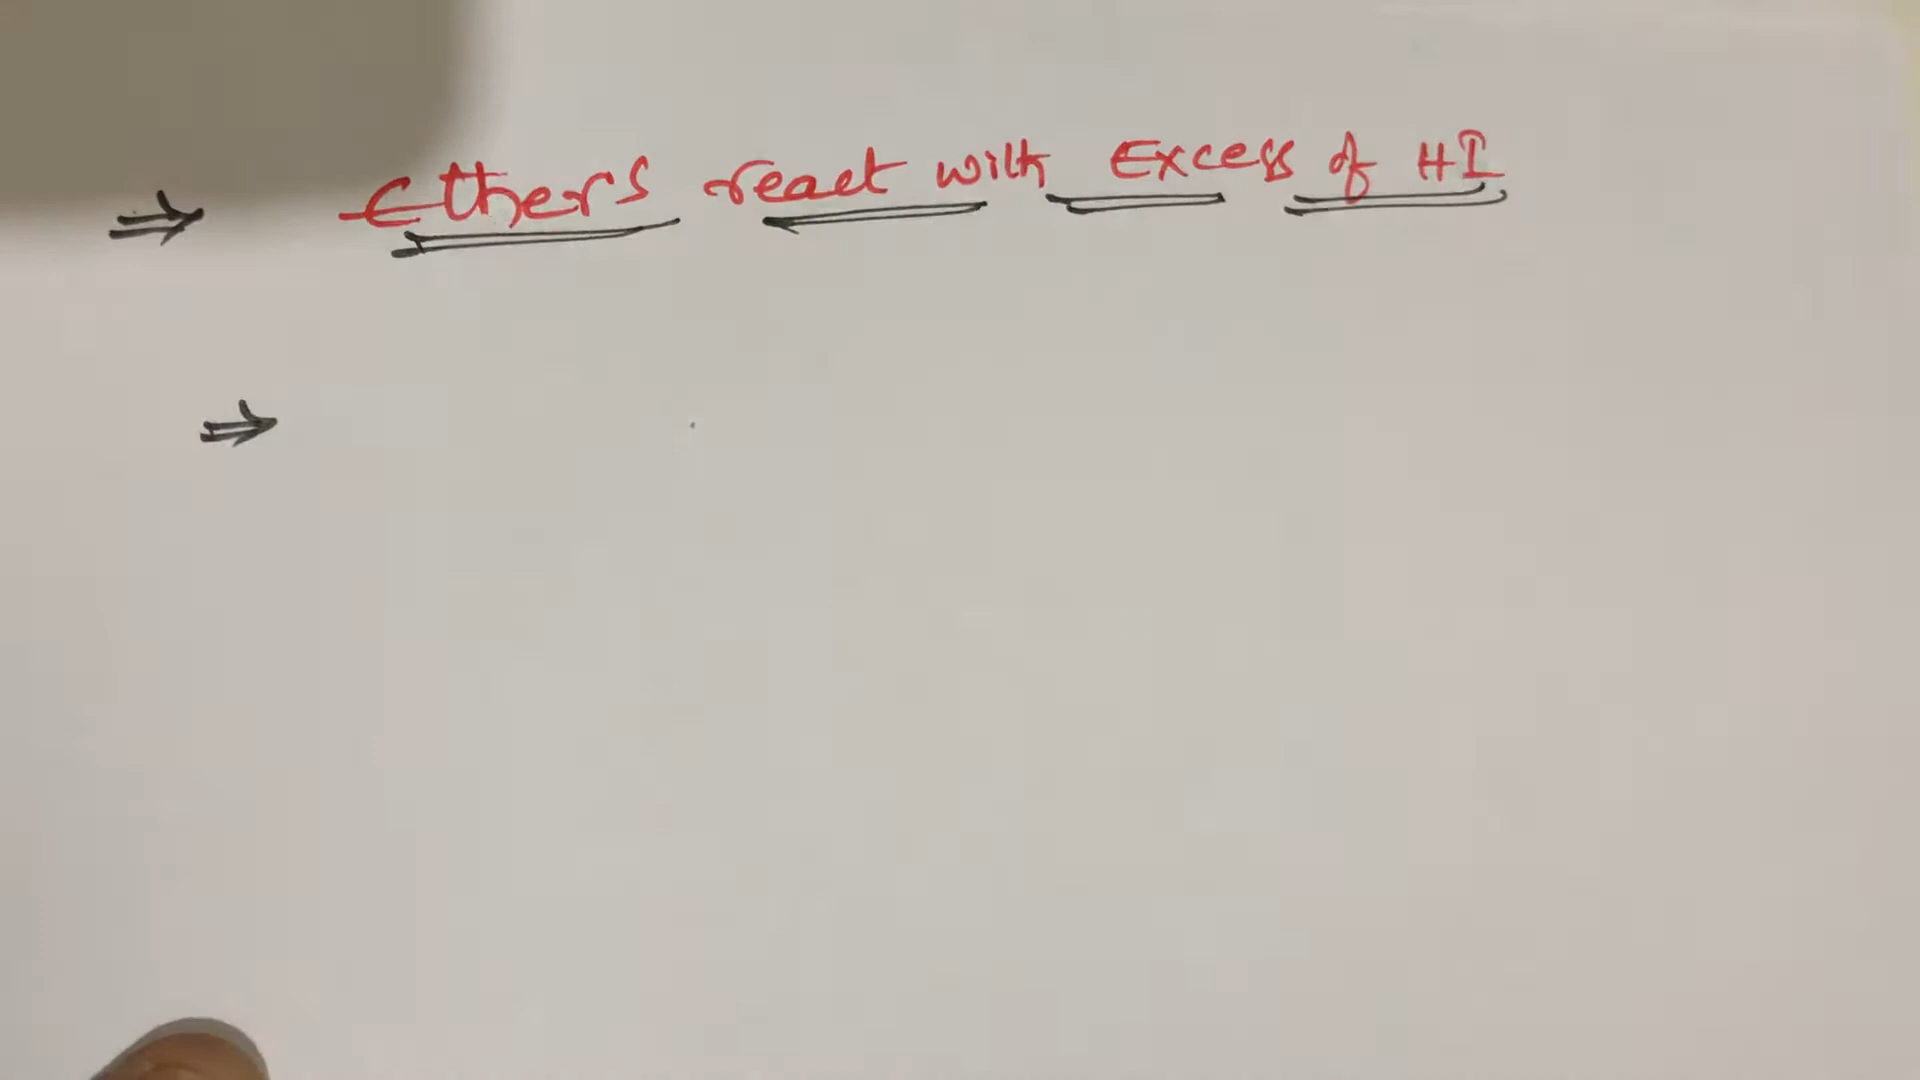 ⇒ Ethers react with Excess of HI
⇒